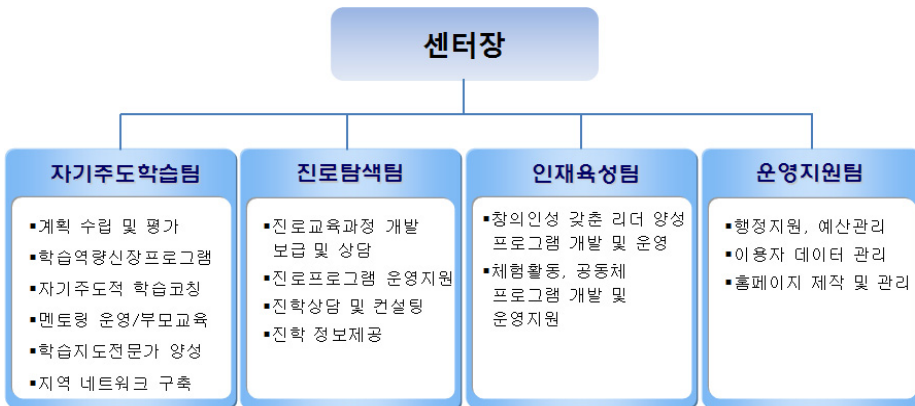 센터장
자기주도학습팀
▪계획 수립 및 평가
▪학습역량신장프로그램
▪자기주도적 학습코칭
▪멘토링 운영/부모교육
▪학습지도전문가 양성
▪지역 네트워크 구축
진로탐색팀
▪진로교육과정 개발
보급 및 상담
▪진로프로그램 운영지원
▪진학상담 및 컨설팅
▪진학 정보제공
인재육성팀
▪창의인성 갖춘 리더 양성
프로그램 개발 및 운영
▪체험활동, 공동체
프로그램 개발 및
운영지원
운영지원팀
▪행정지원, 예산관리
▪이용자 데이터 관리
▪홈페이지 제작 및 관리